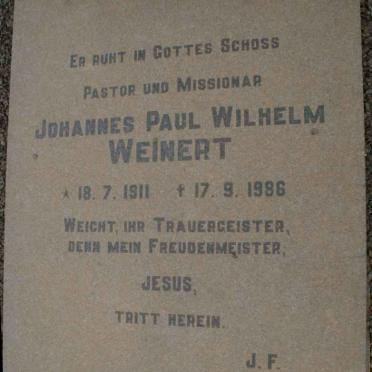 ER RUHT IN GOTTES SCHOSS
PASTOR UND MISSIONAR
JOHANNES PAUL WILHELM
WEINERT
* 18. 7. 1911 † 17. 9. 1986
WEICHT, IHR TRAUERGEISTER,
DENN MEIN FREUDENMEISTER,
JESUS,
TRITT HEREIN.
J. F.